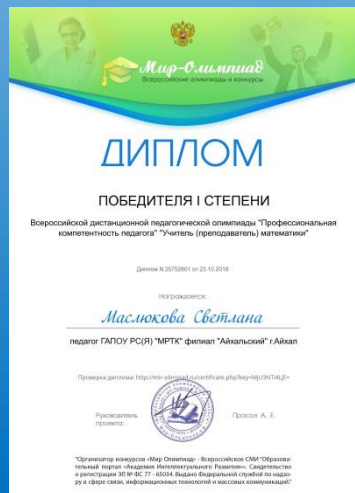 Мир-Олимпиад
Всероссийские олимпиады и конкурсы
ДИПЛОМ
ПОБЕДИТЕЛЯ I СТЕПЕНИ
Всероссийской дистанционной педагогической олимпиады "Профессиональная
компетентность педагога" "Учитель (преподаватель) математики"
Диплом N 25752801 от 23.10.2018
Награждается:
Маслюкова Светлана
педагог ГАПОУ РС(Я) "МРТК" филиал "Айхальский" г.Айхал
Проверка диплома:
Руководитель
проекта:
Просол А. Е.
"Организатор конкурсов «Мир Олимпиад» - Всероссийское СМИ "Образова-
тельный портал «Академия Интеллектуального Развития». Свидетельство
о регистрации ЭЛ № ФС 77 - 65034. Выдано Федеральной службой по надзо-
ру в сфере связи, информационных технологий и массовых коммуникаций."